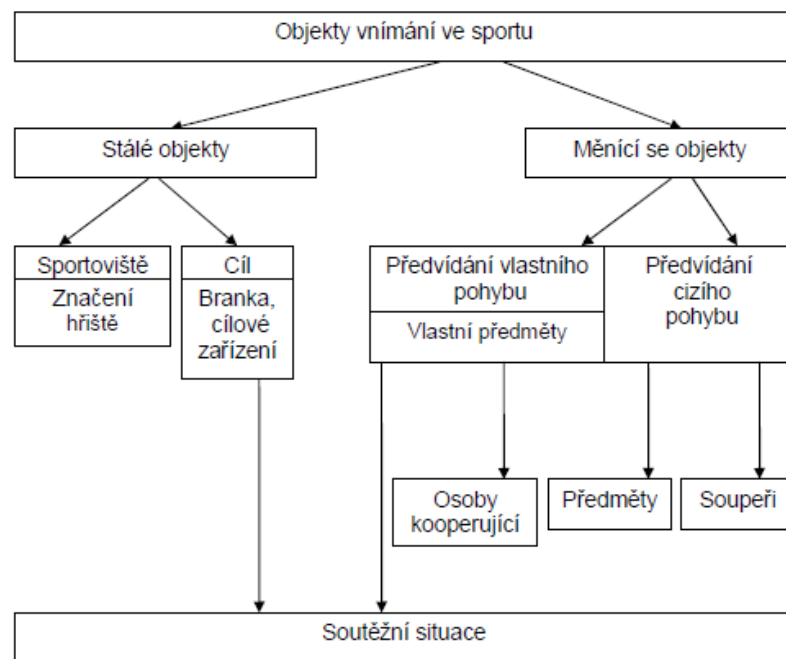 Objekty vnímání ve sportu
Stálé objekty
Měnící se objekty
Sportoviště
Značení
hřiště
Cíl
Branka,
cílové
zařízení
Předvídání vlastního
pohybu
Vlastní předměty
Předvídání
cizího
pohybu
Osoby
kooperující
Předměty
Soupeři
Soutěžní situace